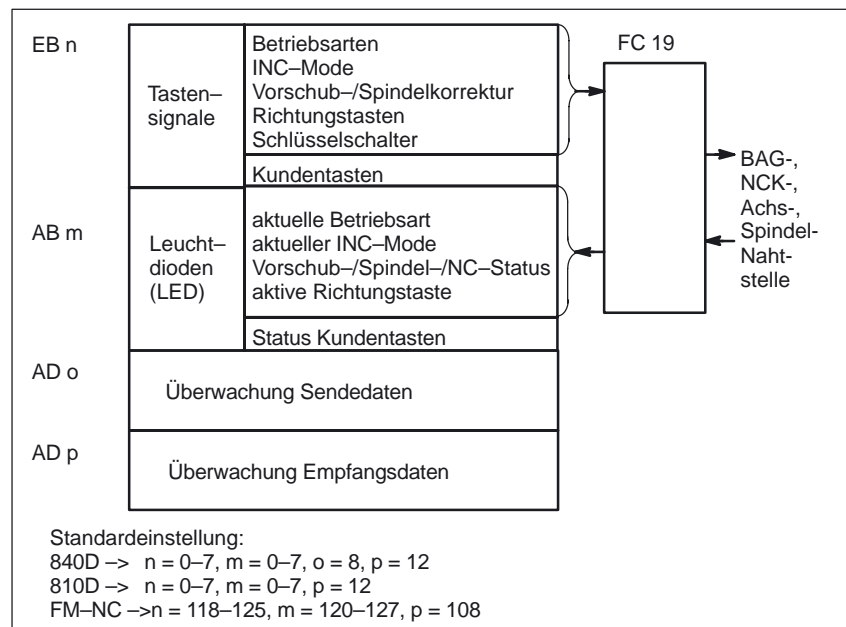 EB n
Tasten–
signale
Betriebsarten
INC–Mode
Vorschub–/Spindelkorrektur
Richtungstasten
Schlüsselschalter
Kundentasten
FC 19
BAG-,
NCK-,
Achs-,
Spindel-
Naht-
stelle
AB m
Leucht–
dioden
(LED)
aktuelle Betriebsart
aktueller INC–Mode
Vorschub–/Spindel–/NC–Status
aktive Richtungstaste
Status Kundentasten
AD o
Überwachung Sendedaten
AD p
Überwachung Empfangsdaten
Standardeinstellung:
840D –> n = 0–7, m = 0–7, o = 8, p = 12
810D –> n = 0–7, m = 0–7, p = 12
FM–NC –>n = 118–125, m = 120–127, p = 108